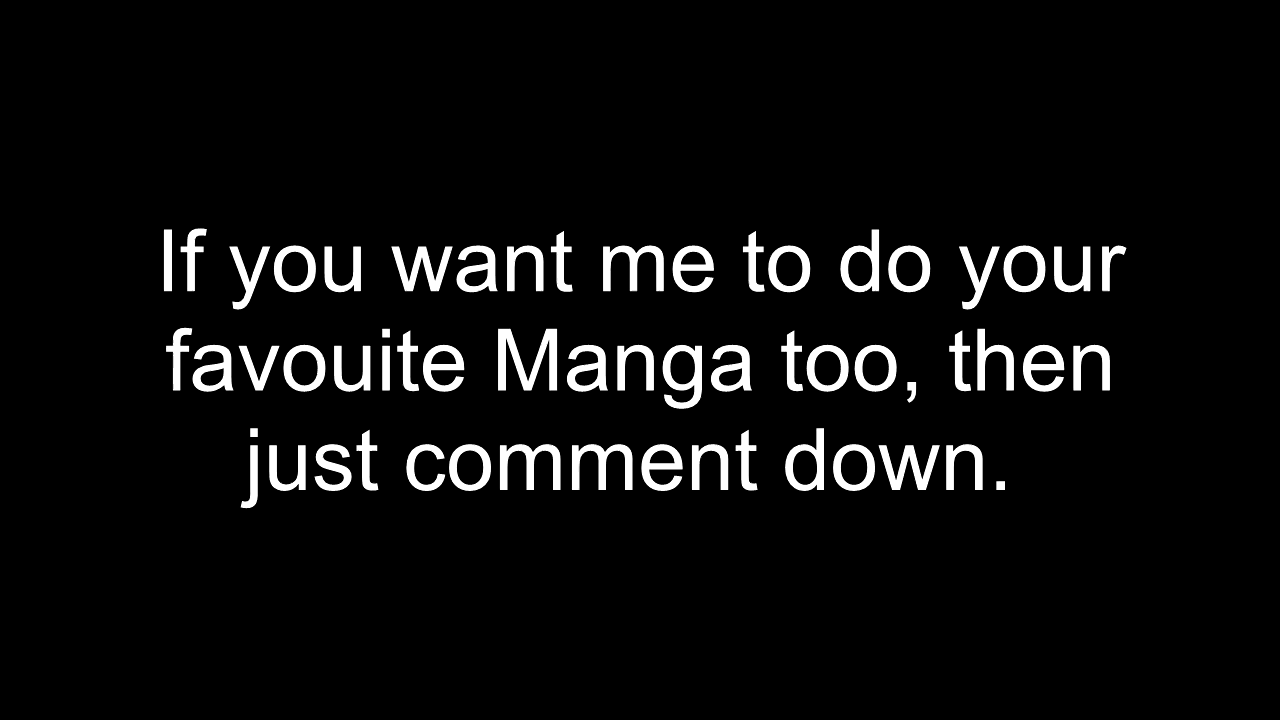 If you want me to do your
favouite Manga too, then
just comment down.